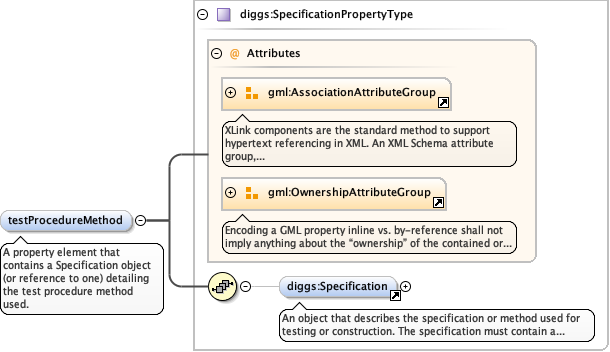 diggs:SpecificationPropertyType
@ Attributes
gml:AssociationAttributeGroup
XLink components are the standard method to support
hypertext referencing in XML. An XML Schema attribute
group,...
gml:OwnershipAttributeGroup
Encoding a GML property inline vs. by-reference shall not
imply anything about the “ownership” of the contained or...
testProcedureMethod
A property element that
contains a Specification object
(or reference to one) detailing
the test procedure method
used.
diggs:Specification
An object that describes the specification or method used for
testing or construction. The specification must contain a...